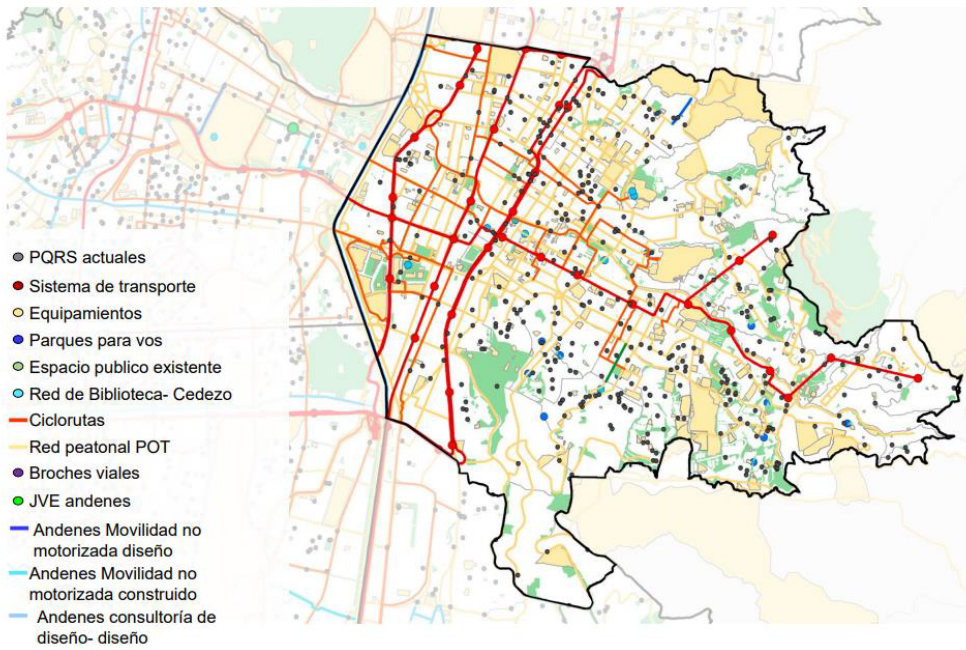 PQRS actuales
Sistema de transporte
Equipamientos
Parques para vos
Espacio publico existente
Red de Biblioteca- Cedezo
Ciclorutas
Red peatonal POT
Broches viales
JVE andenes
Andenes Movilidad no
motorizada diseño
Andenes Movilidad no
motorizada construido
Andenes consultoría de
diseño- diseño